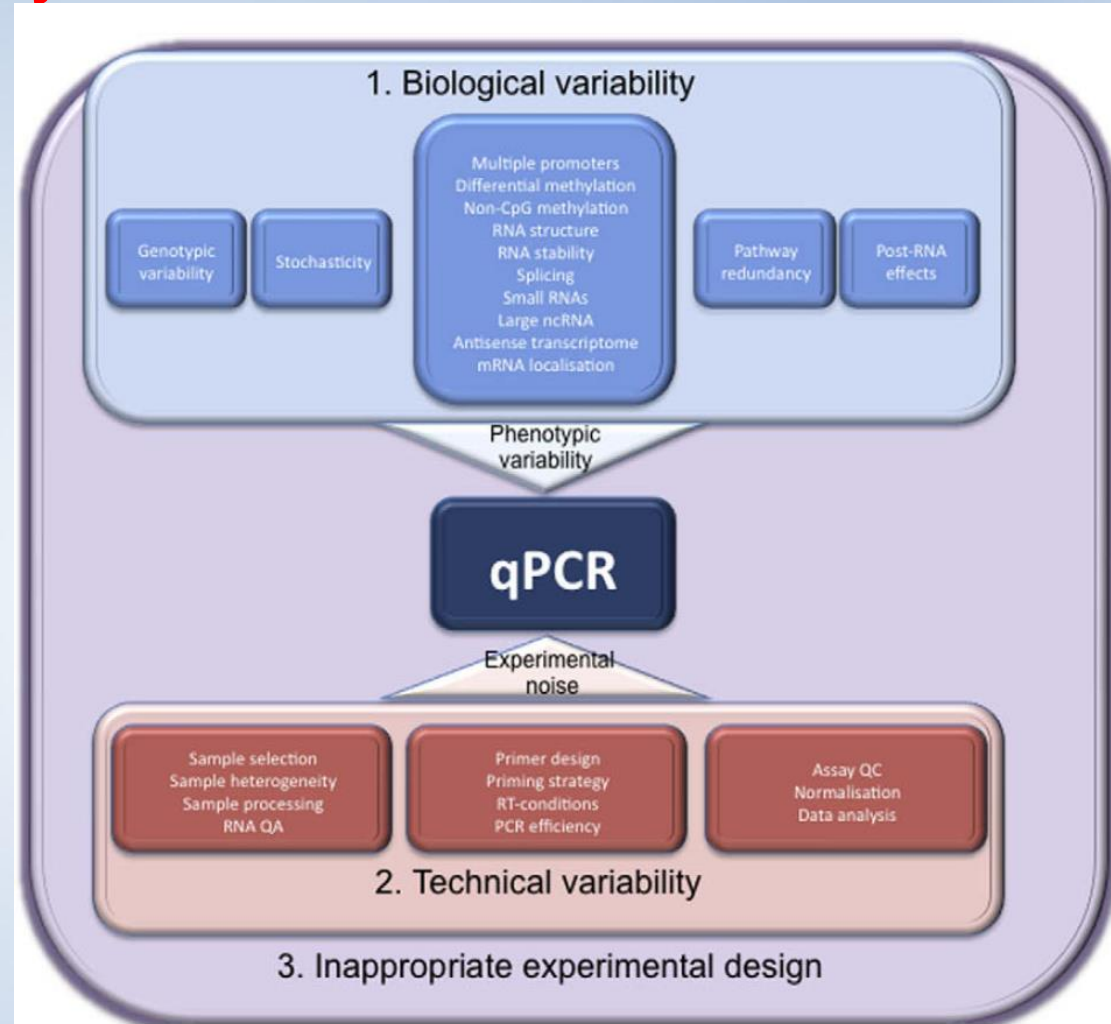 1. Biological variability
Genotypic
variability
Stochasticity
Multiple promoters
Differential methylation
Non-CpG methylation
RNA structure
RNA stability
Splicing
Small RNAs
Large ncRNA
Antisense transcriptome
mRNA localisation
Pathway
redundancy
Post-RNA
effects
Phenotypic
variability
qPCR
Experimental
noise
Sample selection
Sample heterogeneity
Sample processing
RNA QA
Primer design
Priming strategy
RT-conditions
PCR efficiency
Assay QC
Normalisation
Data analysis
2. Technical variability
3. Inappropriate experimental design